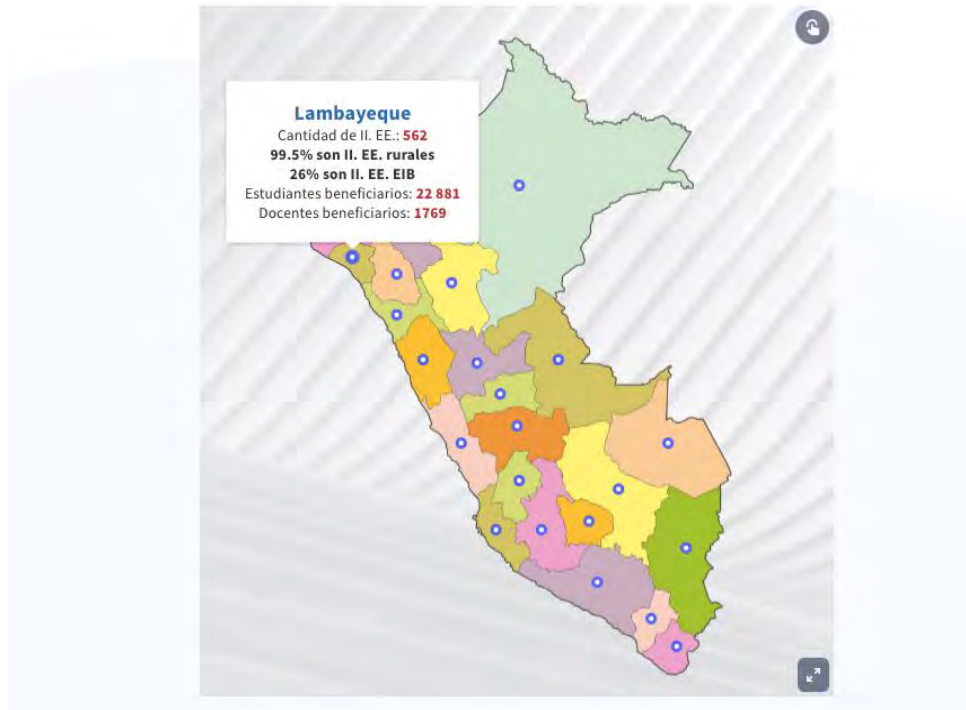 Lambayeque
Cantidad de II. EE.: 562
99.5% son II. EE. rurales
26% son II. EE. EIB
Estudiantes beneficiarios: 22 881
Docentes beneficiarios: 1769